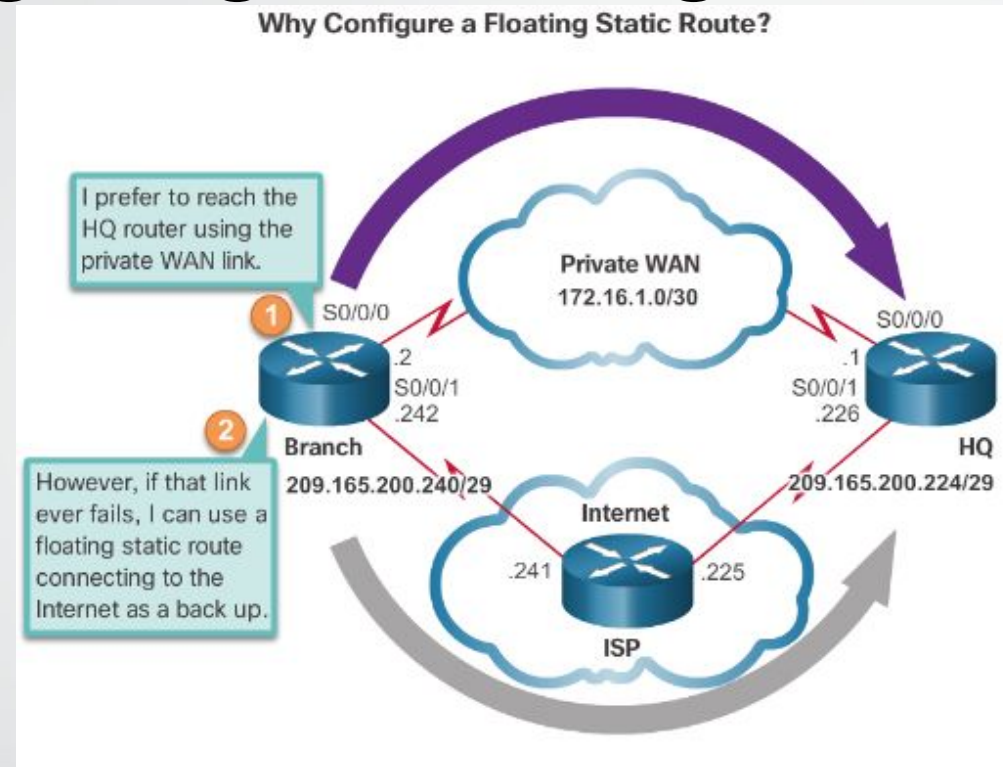 Why Configure a Floating Static Route?
I prefer to reach the
HQ router using the
private WAN link.
Private WAN
172.16.1.0/30
1
S0/0/0
S0/0/0
.2
.1
S0/0/1
.242
S0/0/1
.226
2
Branch
HQ
However, if that link
ever fails, I can use a
floating static route
connecting to the
Internet as a back up.
209.165.200.240/29
209.165.200.224/29
Internet
.241
.225
ISP